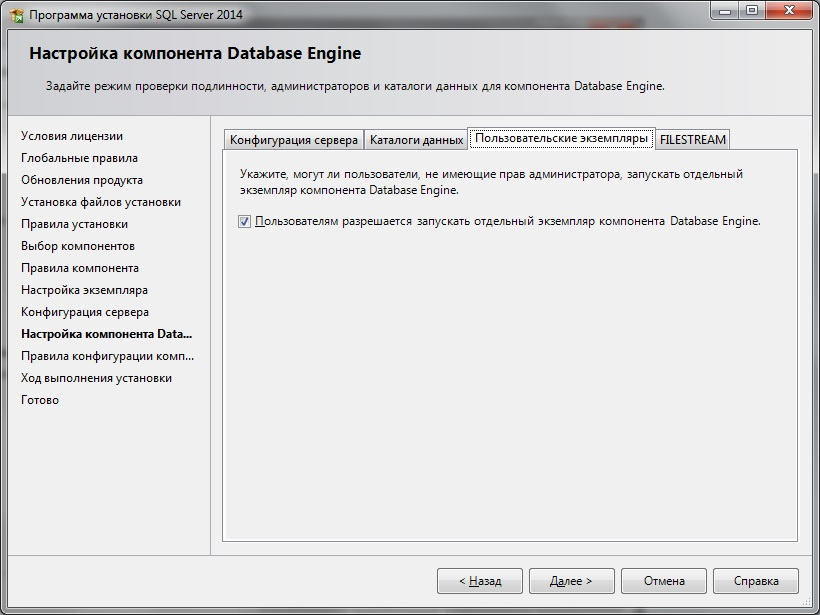 Программа установки SQL Server 2014
Настройка компонента Database Engine
Задайте режим проверки подлинности, администраторов и каталоги данных для компонента Database Engine.
Условия лицензии
Глобальные правила
Обновления продукта
Установка файлов установки
Правила установки
Выбор компонентов
Правила компонента
Настройка экземпляра
Конфигурация сервера
Настройка компонента Data...
Правила конфигурации комп...
Ход выполнения установки
Готово
Конфигурация сервера
Каталоги данных
Пользовательские экземпляры
FILESTREAM
Укажите, могут ли пользователи, не имеющие прав администратора, запускать отдельный
экземпляр компонента Database Engine.
Пользователям разрешается запускать отдельный экземпляр компонента Database Engine.
< Назад
Далее >
Отмена
Справка